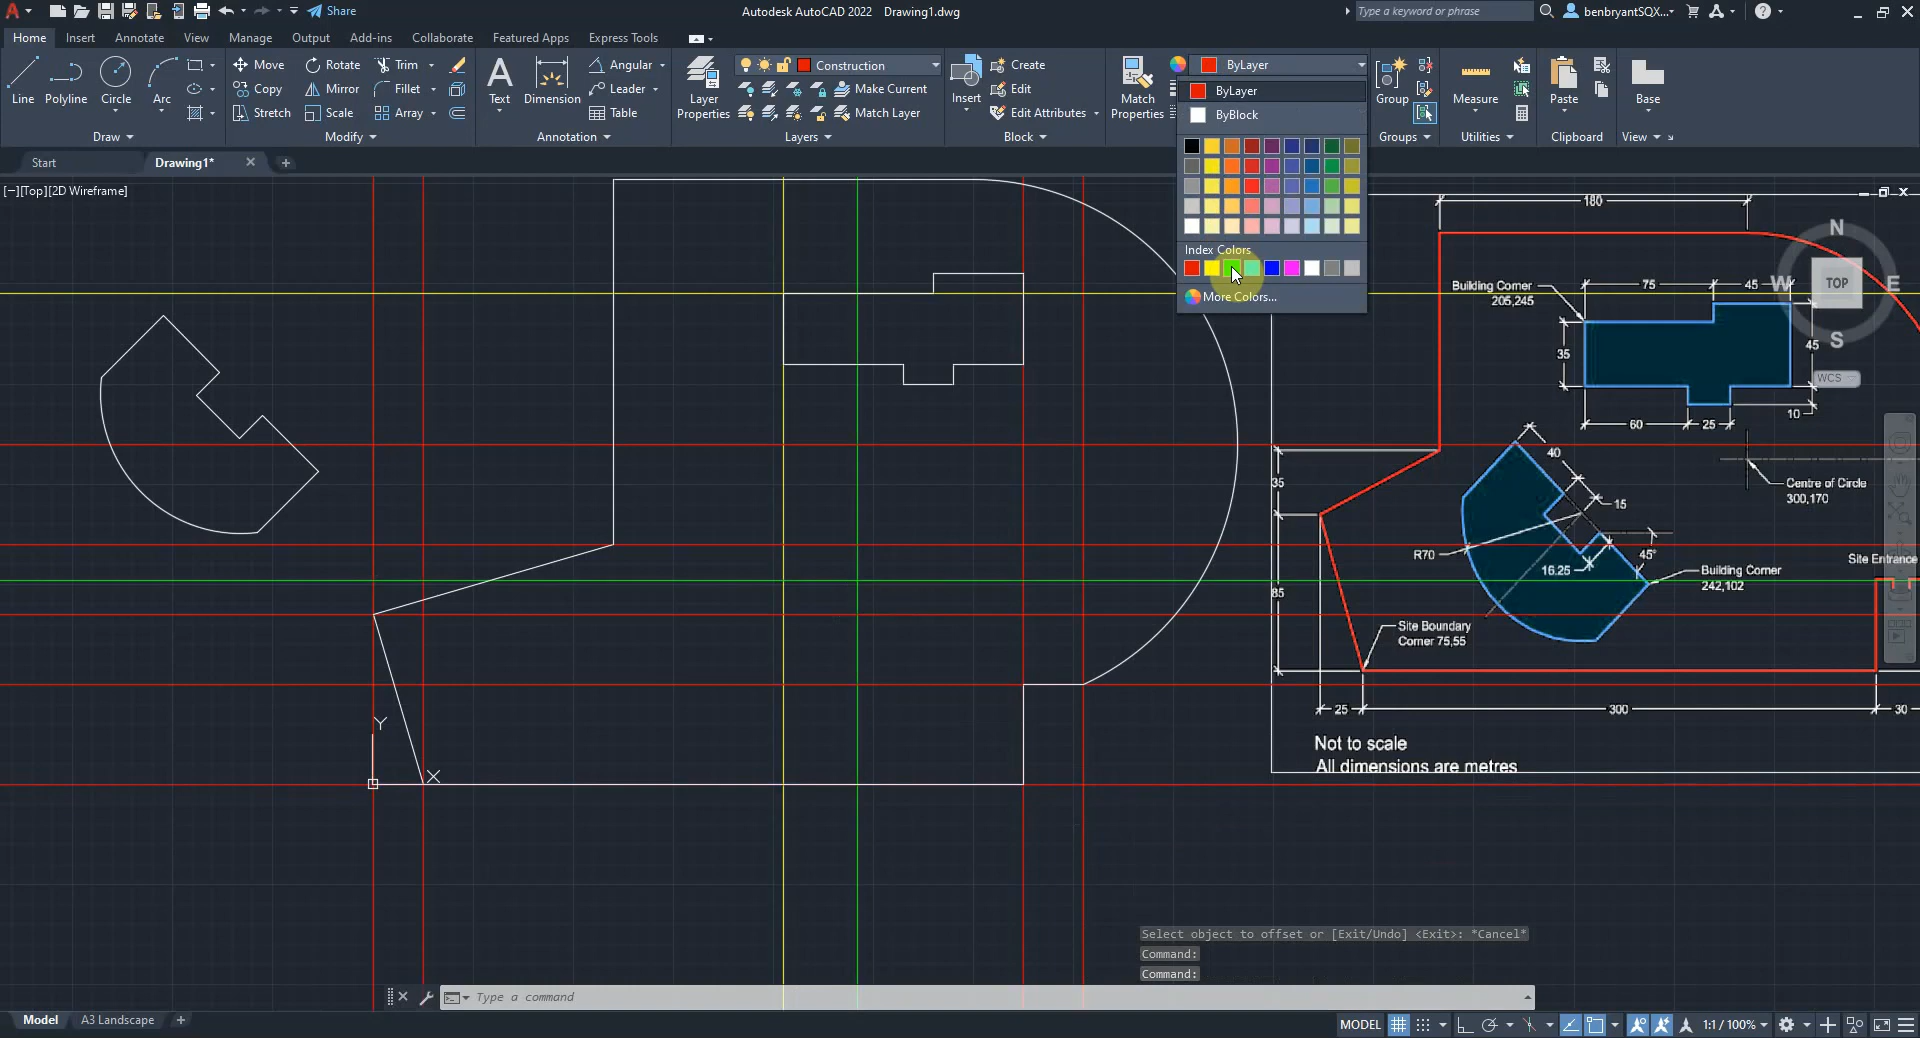 Share
Autodesk AutoCAD 2022 Drawing1.dwg
Type a keyword or phrase
benbryantSQX...
Home Insert Annotate View Manage Output Add-ins Collaborate Featured Apps Express Tools
Line Polyline Circle Arc
Draw
Move Rotate Trim
Copy Mirror Fillet
Stretch Scale Array
Modify
Text Dimension
Angular
Leader
Table
Annotation
Layer Properties
Construction
Make Current
Match Layer
Layers
Insert
Create
Edit
Edit Attributes
Block
Match Properties
ByLayer
Group
Groups
Measure
Utilities
Paste
Clipboard
Base
View
ByLayer
ByBlock
Index Colors
More Colors...
Start Drawing1*
[−][Top][2D Wireframe]
180
N
W TOP E
S
WCS
Building Corner
205,245
75 45
35
45
10
60 25
40
15
Centre of Circle
300,170
35
R70
45°
16.25
Building Corner
242,102
Site Entrance
85
Site Boundary
Corner 75,55
25 300 30
Not to scale
All dimensions are metres
Y
X
Select object to offset or [Exit/Undo] <Exit>: *Cancel*
Command:
Command:
Type a command
Model A3 Landscape
MODEL
1:1 / 100%